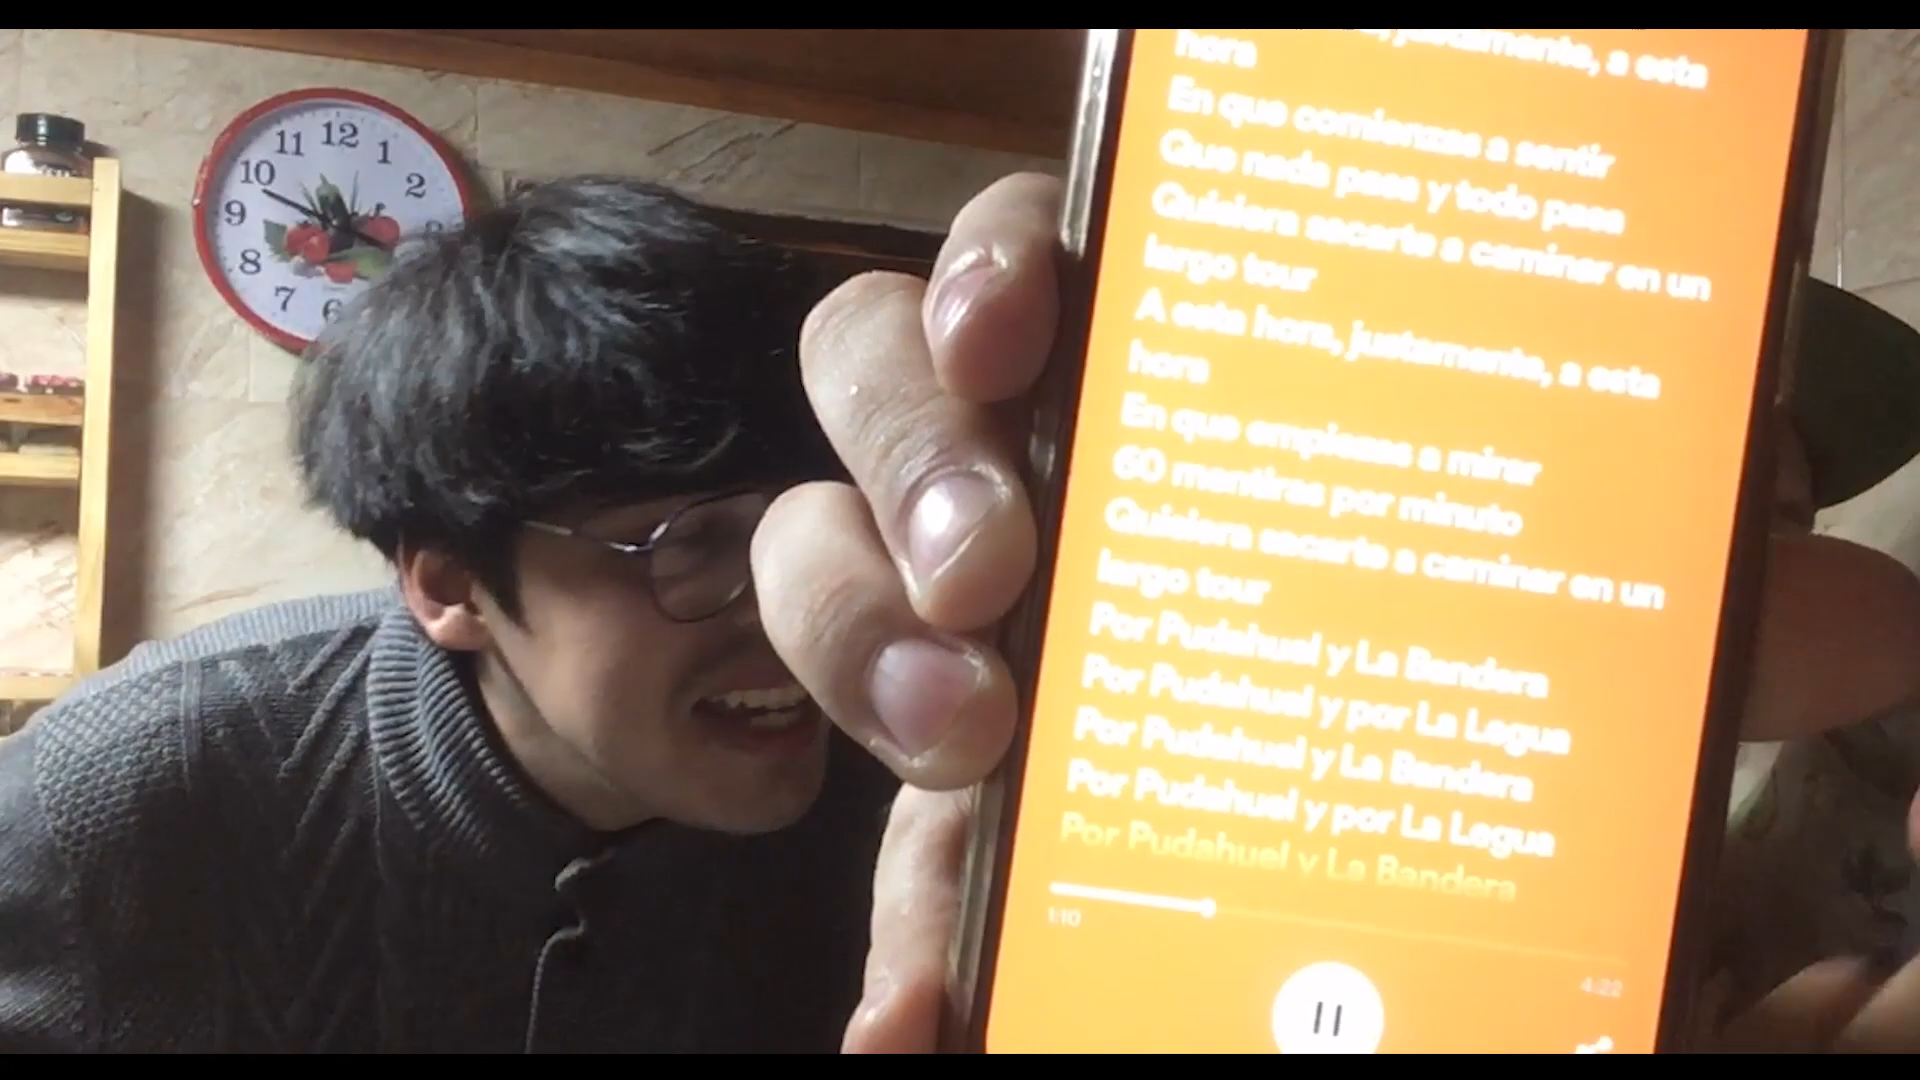 12
11
1
10
2
9
8
7
6
justamente, a esta
hora
En que comienzas a sentir
Que nada pasa y todo pasa
Quisiera sacarte a caminar en un
largo tour
A esta hora, justamente, a esta
hora
En que empiezas a mirar
60 mentiras por minuto
Quisiera sacarte a caminar en un
largo tour
Por Pudahuel y La Bandera
Por Pudahuel y por La Legua
Por Pudahuel y La Bandera
Por Pudahuel y por La Legua
Por Pudahuel y La Bandera
1:10
4:22